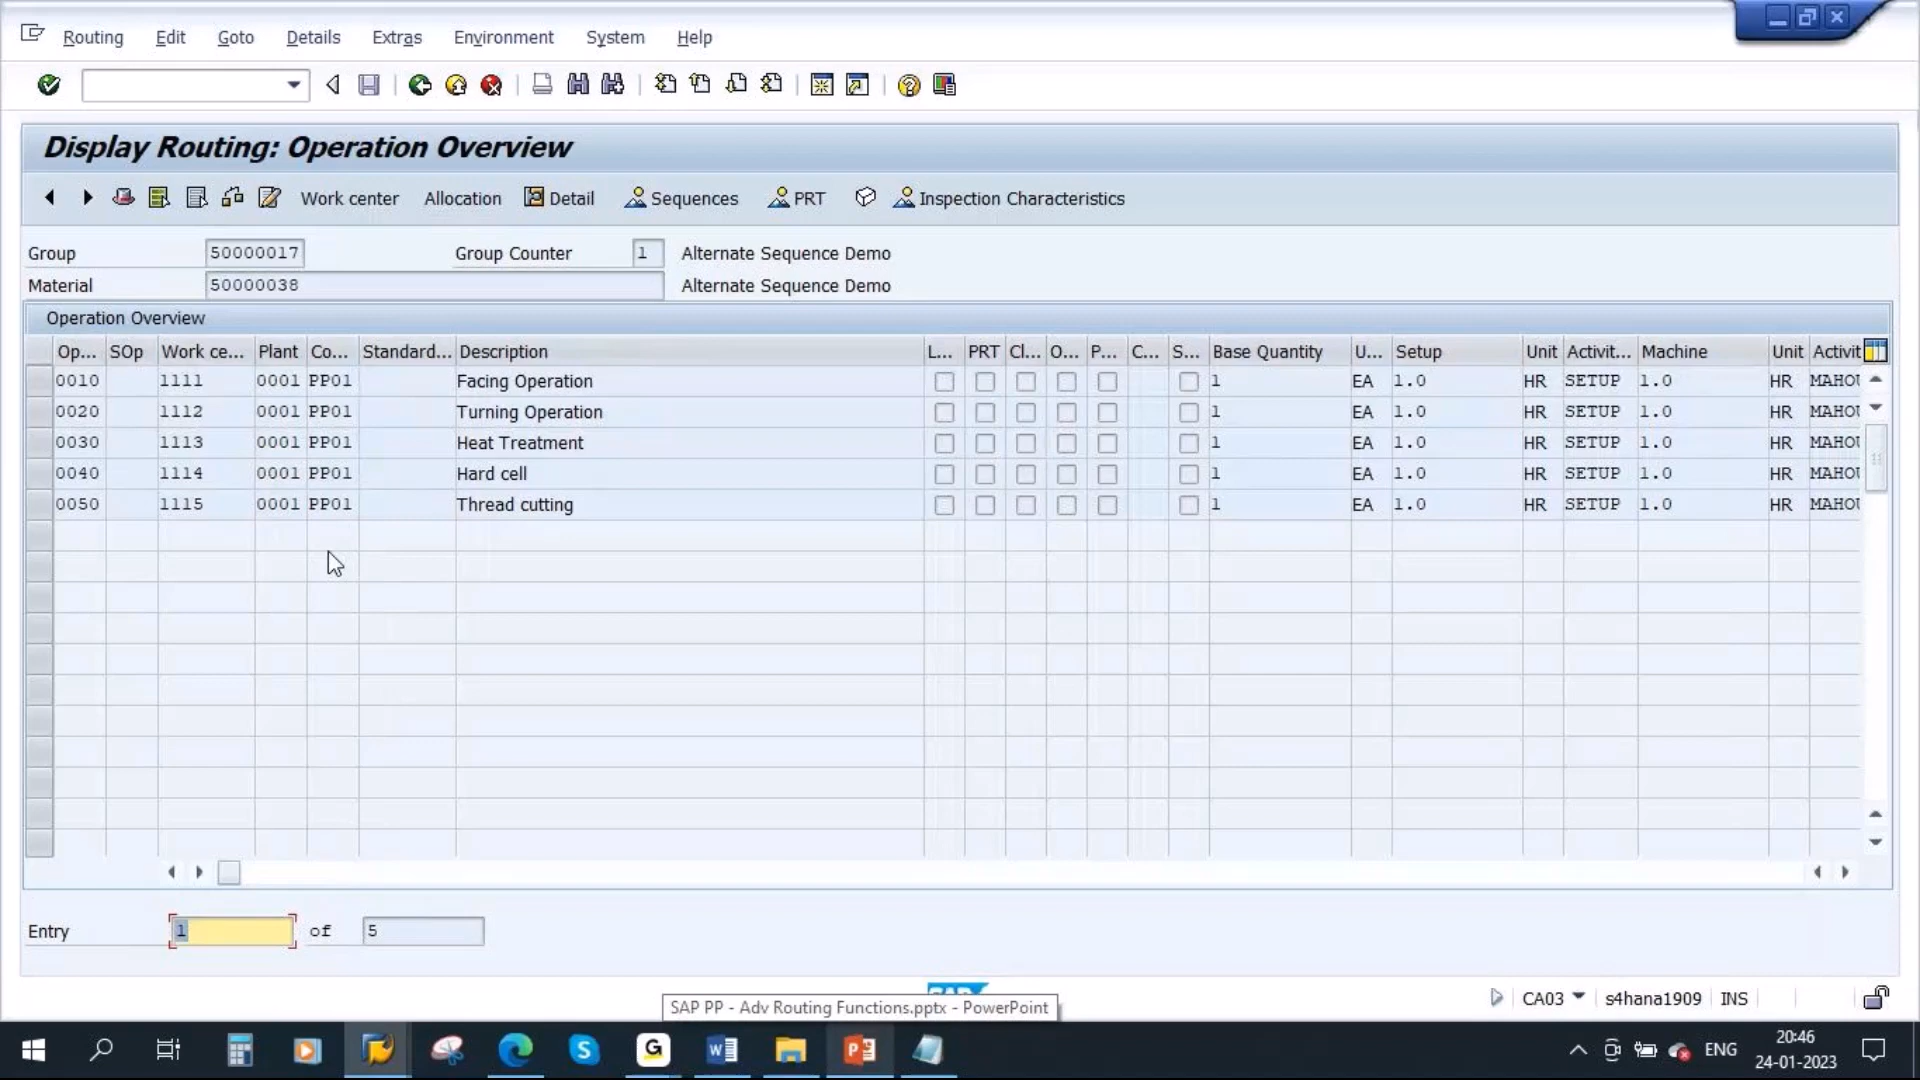 Routing Edit Goto Details Extras Environment System Help
Display Routing: Operation Overview
Work center Allocation Detail Sequences PRT Inspection Characteristics
Group 50000017 Group Counter 1 Alternate Sequence Demo
Material 50000038 Alternate Sequence Demo
Operation Overview
Op... SOp Work ce... Plant Co... Standard... Description L... PRT Cl... O... P... C... S... Base Quantity U... Setup Unit Activit... Machine Unit Activit
0010 1111 0001 PP01 Facing Operation 1 EA 1.0 HR SETUP 1.0 HR MAHOU
0020 1112 0001 PP01 Turning Operation 1 EA 1.0 HR SETUP 1.0 HR MAHOU
0030 1113 0001 PP01 Heat Treatment 1 EA 1.0 HR SETUP 1.0 HR MAHOU
0040 1114 0001 PP01 Hard cell 1 EA 1.0 HR SETUP 1.0 HR MAHOU
0050 1115 0001 PP01 Thread cutting 1 EA 1.0 HR SETUP 1.0 HR MAHOU
Entry 1 of 5
SAP
CA03 s4hana1909 INS
SAP PP - Adv Routing Functions.pptx - PowerPoint
ENG 20:46
24-01-2023